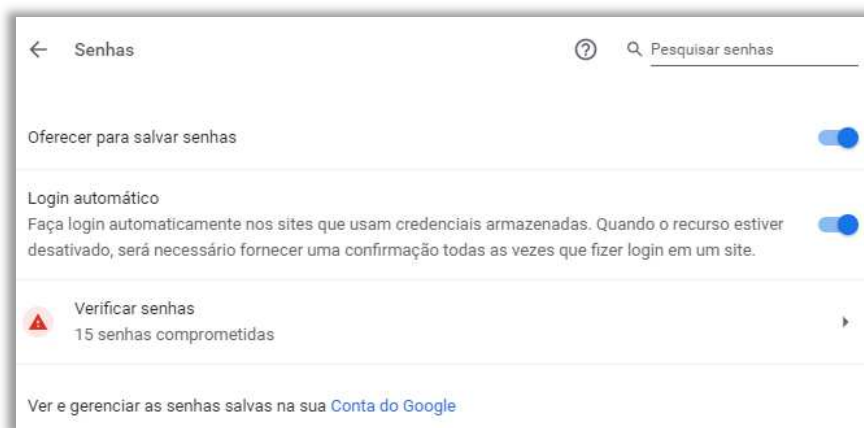 Senhas
Pesquisar senhas
Oferecer para salvar senhas
Login automático
Faça login automaticamente nos sites que usam credenciais armazenadas. Quando o recurso estiver
desativado, será necessário fornecer uma confirmação todas as vezes que fizer login em um site.
Verificar senhas
15 senhas comprometidas
Ver e gerenciar as senhas salvas na sua Conta do Google